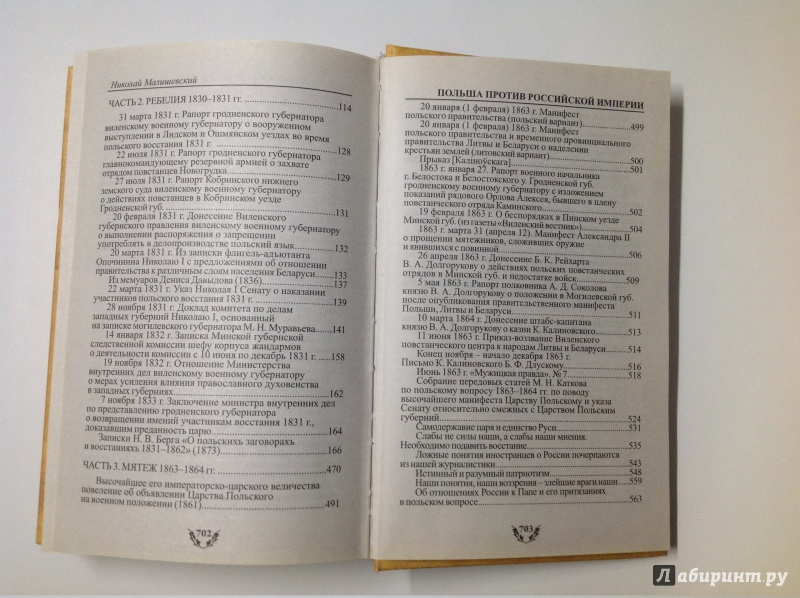 Николай Малишевский
ЧАСТЬ 2. РЕБЕЛИЯ 1830–1831 гг. 114
31 марта 1831 г. Рапорт гродненского губернатора
виленскому военному губернатору о вооруженном
выступлении в Лидском и Ошмянском уездах во время
польского восстания 1831 г. 128
22 июля 1831 г. Рапорт гродненского губернатора
главнокомандующему резервной армией о захвате
отрядом повстанцев Новогрудка 129
27 июля 1831 г. Рапорт Кобринского нижнего
земского суда виленскому военному губернатору
о действиях повстанцев в Кобринском уезде
Гродненской губ. 131
20 февраля 1831 г. Донесение Виленского
губернского правления виленскому военному губернатору
о выполнении распоряжения о запрещении
употреблять в делопроизводстве польский язык 132
20 марта 1831 г. Из записки флигель-адъютанта
Опочинина Николаю I с предложениями об отношении
правительства к различным слоям населения Беларуси 133
Из мемуаров Дениса Давыдова (1836) 137
22 марта 1831 г. Указ Николая I Сенату о наказании
участников польского восстания 1831 г. 139
28 ноября 1831 г. Доклад комитета по делам
западных губерний Николаю I, основанный
на записке могилевского губернатора М. Н. Муравьева 141
14 января 1832 г. Записка Минской губернской
следственной комиссии шефу корпуса жандармов
о деятельности комиссии с 10 июня по декабрь 1831 г. 158
19 ноября 1832 г. Отношение Министерства
внутренних дел виленскому военному губернатору
о мерах усиления влияния православного духовенства
в западных губерниях 162
7 ноября 1833 г. Заключение министра внутренних дел
по представлению гродненского губернатора
о возвращении имений участникам восстания 1831 г.,
доказавшим преданность царю 164
Записки Н. В. Берга «О польских заговорах
и восстаниях 1831–1862» (1873) 166
ЧАСТЬ 3. МЯТЕЖ 1863–1864 гг. 470
Высочайшее его императорско-царского величества
повеление об объявлении Царства Польского
на военном положении (1861) 491
702
ПОЛЬША ПРОТИВ РОССИЙСКОЙ ИМПЕРИИ
20 января (1 февраля) 1863 г. Манифест
польского правительства (польский вариант) 499
20 января (1 февраля) 1863 г. Манифест
польского правительства и временного провинциального
правительства Литвы и Беларуси о наделении
крестьян землей (литовский вариант) 500
Прыказ [Каліноўскага] 501
1863 г. января 27. Рапорт военного начальника
г. Белостока и Белостокского у. Гродненской губ.
гродненскому военному губернатору с изложением
показаний рядового Орлова Алексея, бывшего в плену
повстанческого отряда Каминского 502
19 февраля 1863 г. О беспорядках в Пинском уезде
Минской губ. (из газеты «Виленский вестник») 504
1863 г. марта 31 (апреля 12). Манифест Александра II
о прощении мятежников, сложивших оружие
и явившихся с повинной 506
26 апреля 1863 г. Донесение Б. К. Рейхарта
В. А. Долгорукову о действиях польских повстанческих
отрядов в Минской губ. и недостатке войск 509
5 мая 1863 г. Рапорт полковника А. Д. Соколова
князю В. А. Долгорукову о положении в Могилевской губ.
после опубликования правительственного манифеста
Польши, Литвы и Беларуси 511
10 марта 1864 г. Донесение штабс-капитана
князю В. А. Долгорукову о казни К. Калиновского 513
11 июня 1863 г. Приказ-воззвание Виленского
повстанческого центра к народам Литвы и Беларуси 514
Конец ноября – начало декабря 1863 г.
Письмо К. Калиновского Б. Ф. Длускому 516
Июнь 1863 г. «Мужицкая правда». № 7 518
Собрание передовых статей М. Н. Каткова
по польскому вопросу 1863–1864 гг. по поводу
высочайшего манифеста Царству Польскому и указа
Сенату относительно смежных с Царством Польским
губерний 524
Самодержавие царя и единство Руси 531
Слабы не силы наши, а слабы наши мнения.
Необходимо подавить восстание 535
Ложные понятия иностранцев о России почерпаются
из нашей журналистики 543
Истинный и разумный патриотизм 548
Наши понятия, наши воззрения – злейшие враги наши 559
Об отношениях России к Папе и его притязаниях
в польском вопросе 563
703
Лабиринт.ру